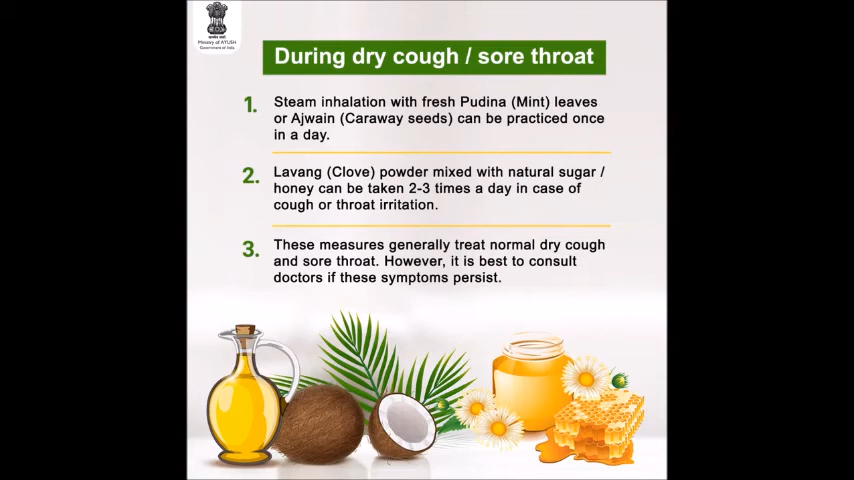 Ministry of AYUSH
Government of India
During dry cough / sore throat
1. Steam inhalation with fresh Pudina (Mint) leaves
or Ajwain (Caraway seeds) can be practiced once
in a day.
2. Lavang (Clove) powder mixed with natural sugar /
honey can be taken 2-3 times a day in case of
cough or throat irritation.
3. These measures generally treat normal dry cough
and sore throat. However, it is best to consult
doctors if these symptoms persist.